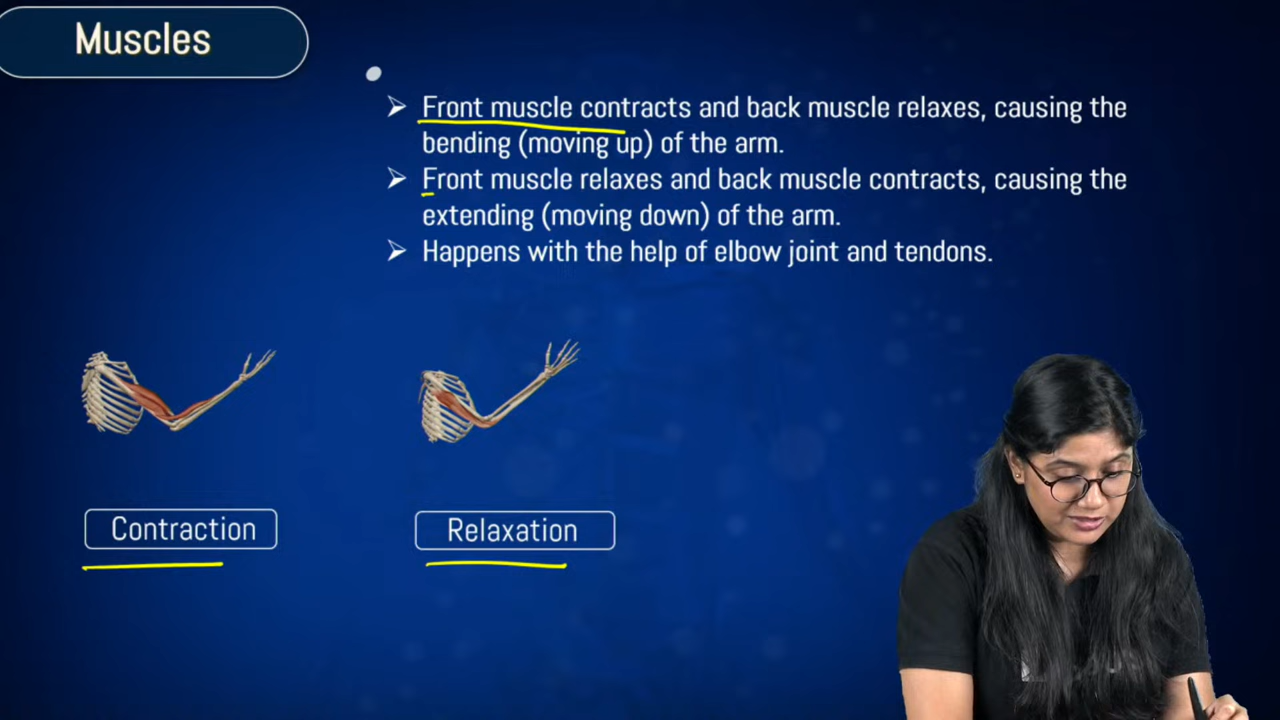 Muscles
Front muscle contracts and back muscle relaxes, causing the
bending (moving up) of the arm.
Front muscle relaxes and back muscle contracts, causing the
extending (moving down) of the arm.
Happens with the help of elbow joint and tendons.
Contraction
Relaxation